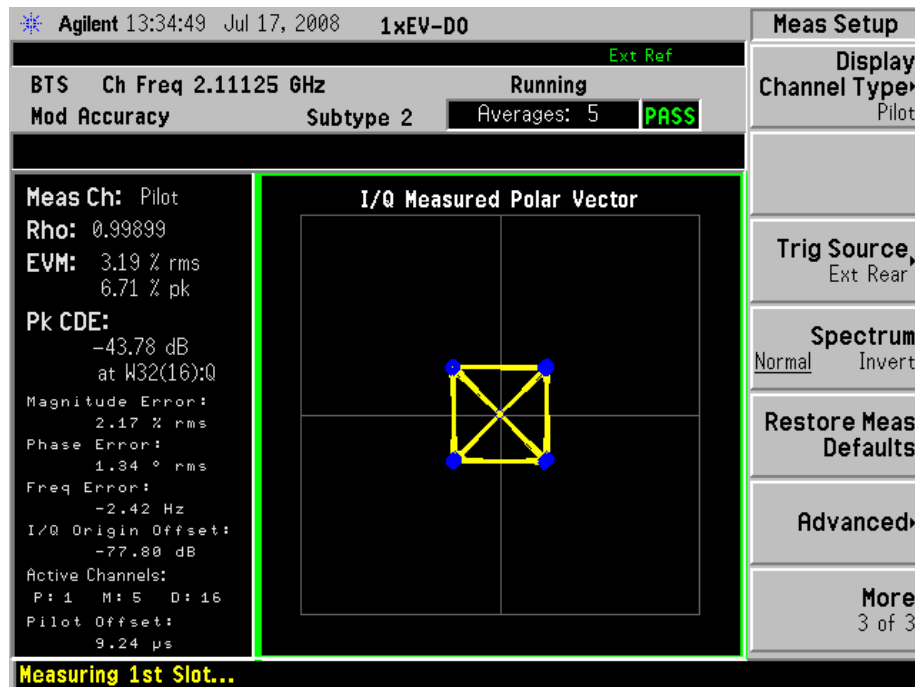 Agilent 13:34:49 Jul 17, 2008 1xEV-DO
Meas Setup
Ext Ref
BTS Ch Freq 2.11125 GHz Running
Mod Accuracy Subtype 2 Averages: 5 PASS
Meas Ch: Pilot
Rho: 0.99899
EVM: 3.19 % rms
6.71 % pk
Pk CDE:
-43.78 dB
at W32(16):Q
Magnitude Error:
2.17 % rms
Phase Error:
1.34 ° rms
Freq Error:
-2.42 Hz
I/Q Origin Offset:
-77.80 dB
Active Channels:
P: 1 M: 5 D: 16
Pilot Offset:
9.24 µs
I/Q Measured Polar Vector
Display
Channel Type
Pilot
Trig Source
Ext Rear
Spectrum
Normal Invert
Restore Meas
Defaults
Advanced
More
3 of 3
Measuring 1st Slot...